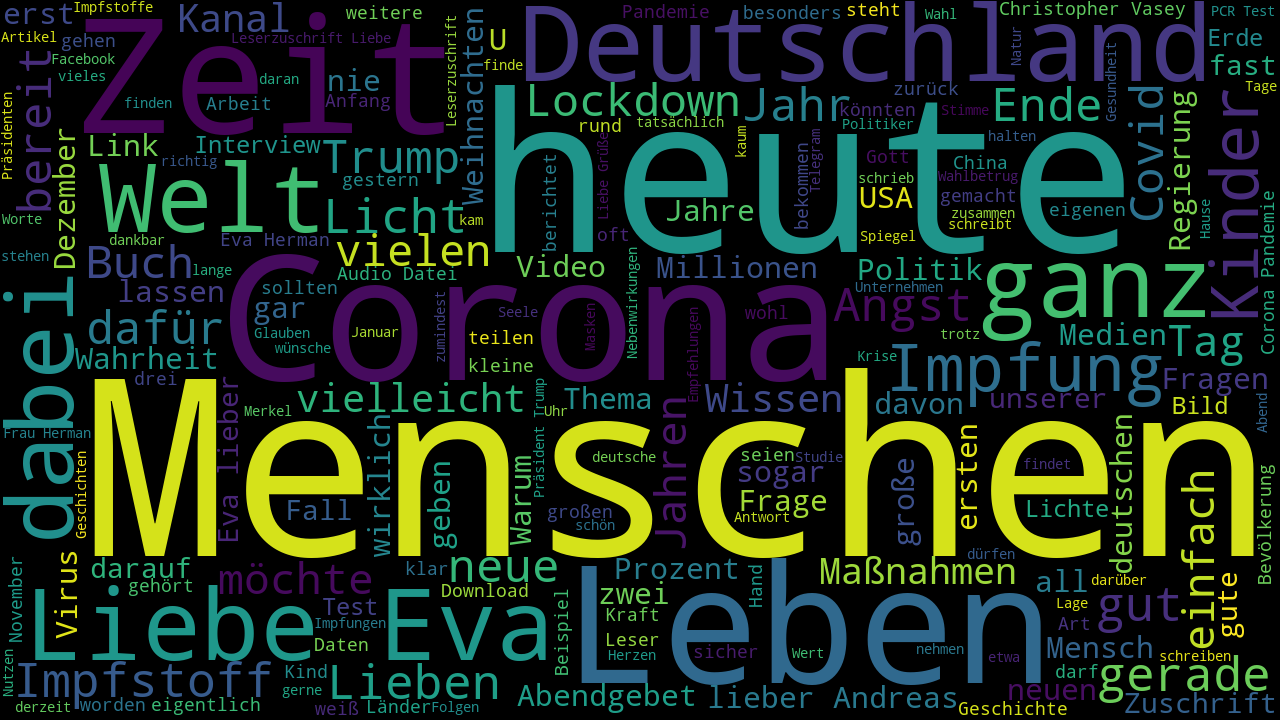 erst
Impfstoffe
Kanal
weitere
Zeit
Deutschland
Pandemie
besonders
steht
Wahl
Christopher Vasey
PCR Test
Artikel
gehen
Facebook
vieles
Leserzuschrift Liebe
Leserzuschrift
U
finde
Natur
Erde
fast
Tage
bereit
Präsidenten
finden
Arbeit
daran
Anfang
nie
Weihnachten
heute
Lockdown
rund
tatsächlich
kaum
Jahr
zurück
könnten
Politiker
Stimme
halten
Ende
Gesundheit
Covid
Regierung
Kinder
Link
Dezember
richtig
Interview
Trump
gestern
Welt
Licht
kam
vielen
berichtet
Liebe Grüße
Jahre
bekommen
Telegram
Gott
schrieb
Wahlbetrug
USA
China
gemacht
zusammen
schreibt
eigenen
Hause
Corona Pandemie
Worte
stehen
dankbar
Eva Herman
Buch
lange
lassen
sollten
gar
Audio Datei
oft
Video
Millionen
Spiegel
Politik
Unternehmen
ganz
dabei
dafür
Wahrheit
drei
Glauben
wünsche
Januar
Corona
zumindest
teilen
Seele
kleine
Masken
Nebenwirkungen
Empfehlungen
wohl
Angst
trotz
Krise
Medien
Tag
Impfung
Fragen
Frau Herman
Geschichten
Merkel
Eva lieber
vielleicht
Präsident Trump
Uhr
Thema
Wissen
davon
unserer
Bild
Abend
Menschen
Fall
wirklich
geben
Warum
großen
schön
deutsche
Jahren
seien
Studie
sogar
Frage
Antwort
große
ersten
findet
Lichte
deutschen
einfach
Bevölkerung
November
Virus
darauf
gehört
möchte
klar
neue
Download
Beispiel
Prozent
zwei
Kraft
Hand
Maßnahmen
dürfen
all
darüber
Lage
Art
gut
gute
Liebe
Test
Impfungen
Daten
Eva
Leben
Leser
Herzen
sicher
Wert
nehmen
etwa
Mensch
schreiben
darf
gerade
Nutzen
derzeit
Impfstoff
worden
eigentlich
Kind
gerne
weiß
Länder
Folgen
Lieben
Abendgebet
lieber
Andreas
Geschichte
neuen
Zuschrift